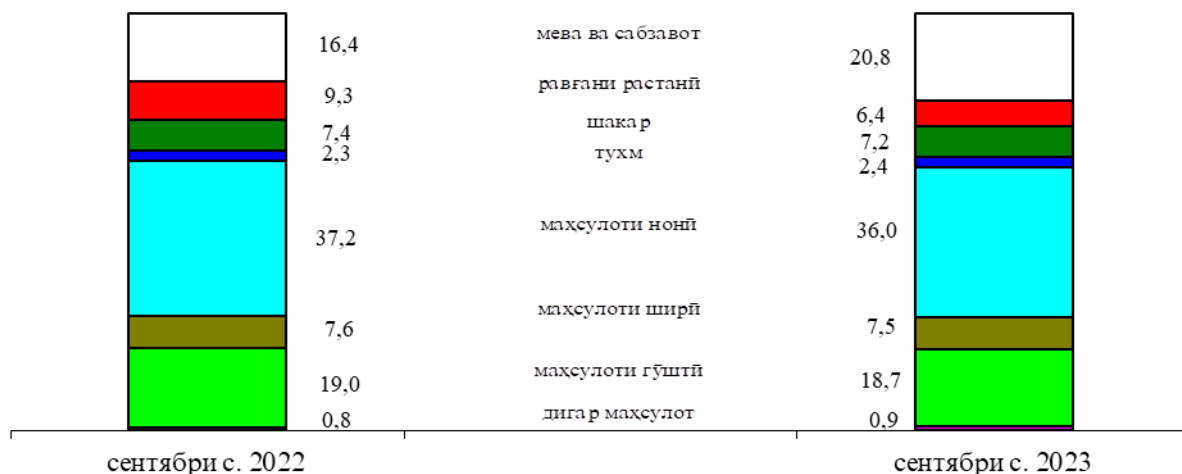 16,4 мева ва сабзавот 20,8
9,3 равғани растанӣ 6,4
7,4 шакар 7,2
2,3 тухм 2,4
37,2 маҳсулоти нонӣ 36,0
7,6 маҳсулоти ширӣ 7,5
19,0 маҳсулоти гӯштӣ 18,7
0,8 дигар маҳсулот 0,9
сентябри с. 2022 сентябри с. 2023